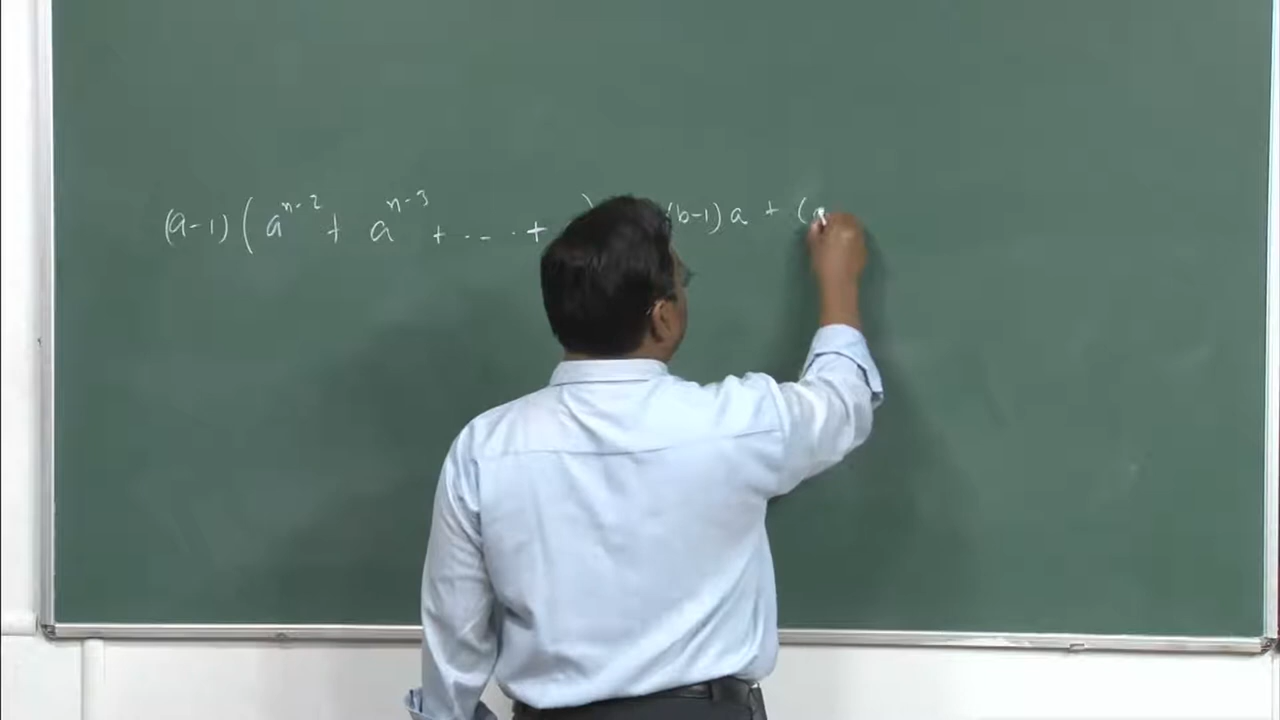 (a-1) ( a^{n-2} + a^{n-3} + - - . + ) (b-1) a + (